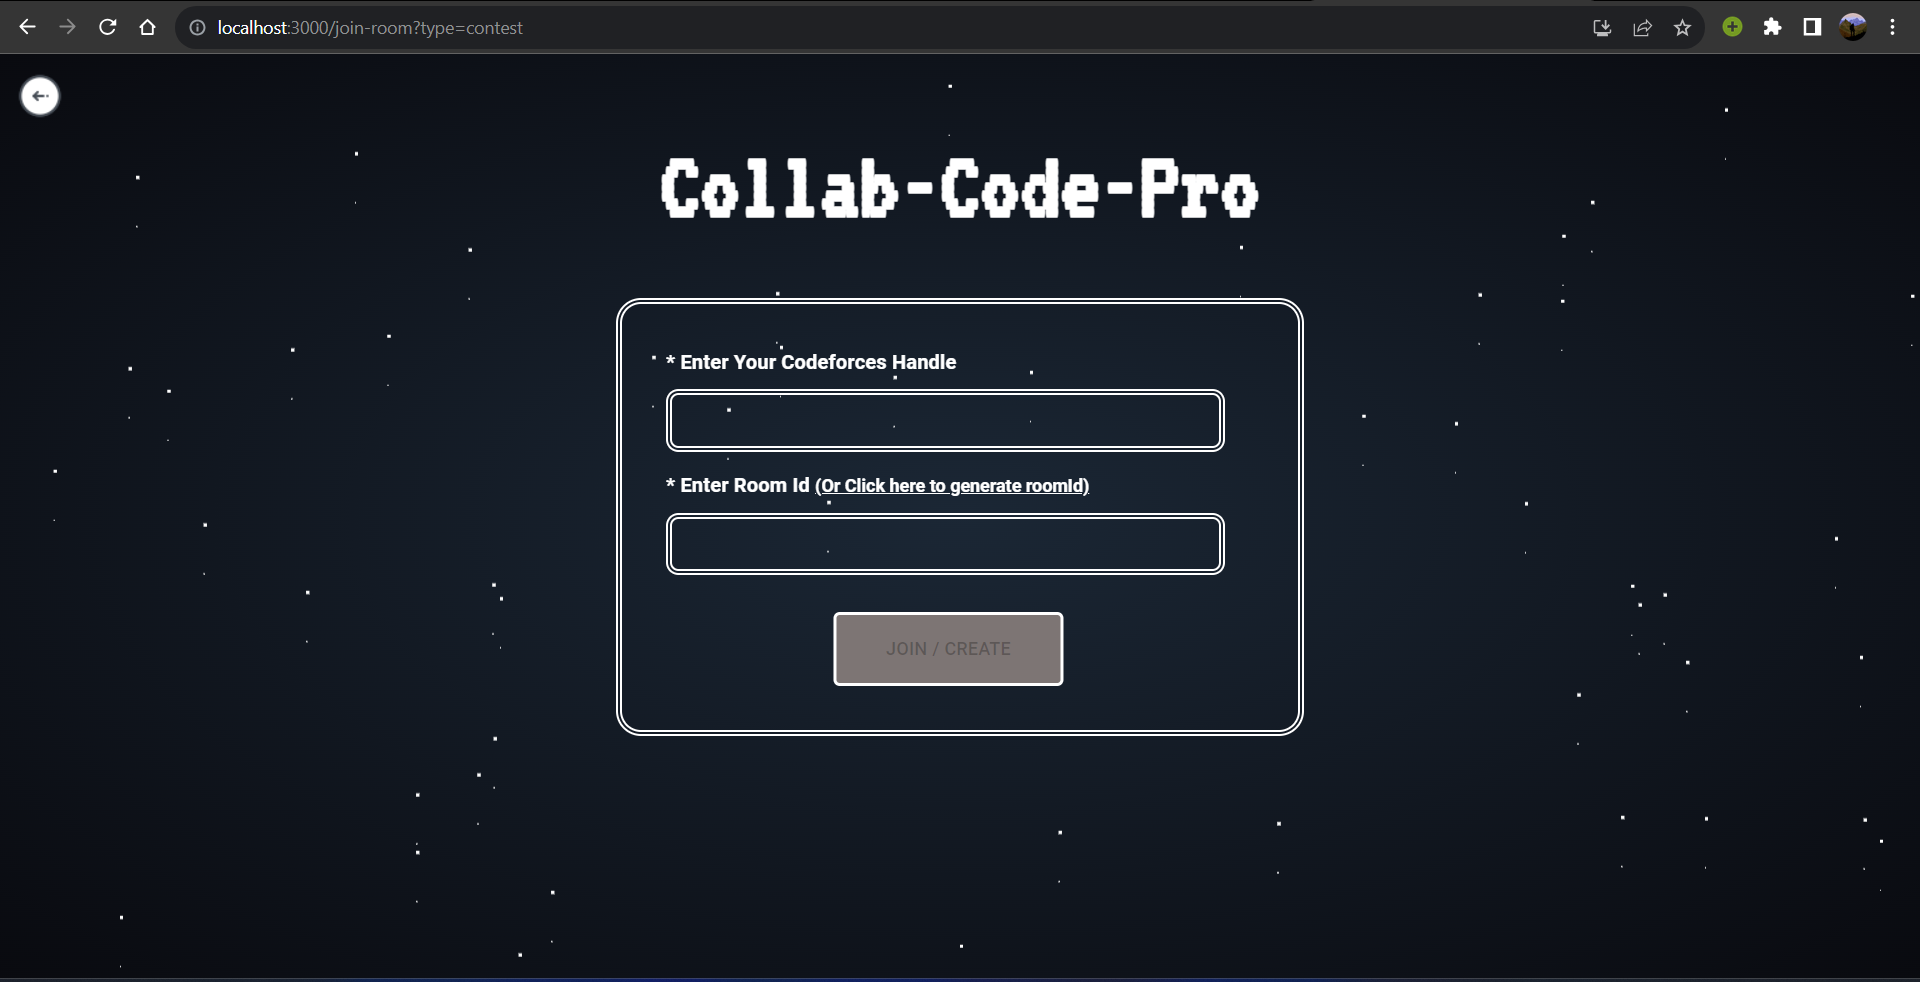 localhost:3000/join-room?type=contest
Collab-Code-Pro
* Enter Your Codeforces Handle
* Enter Room Id (Or Click here to generate roomId)
JOIN / CREATE